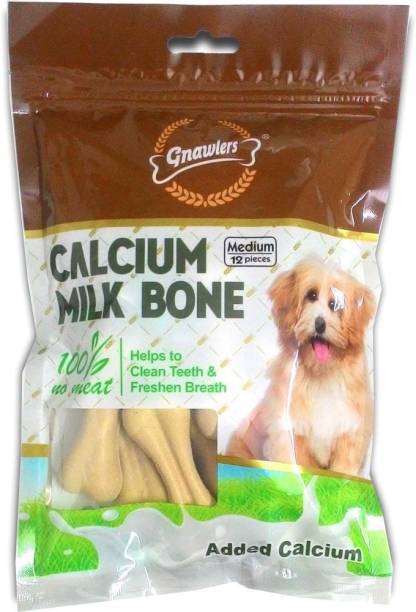 Gnawlers®
CALCIUM
MILK BONE
Medium
12 pieces
100%
no meat
Helps to
Clean Teeth &
Freshen Breath
Added Calcium